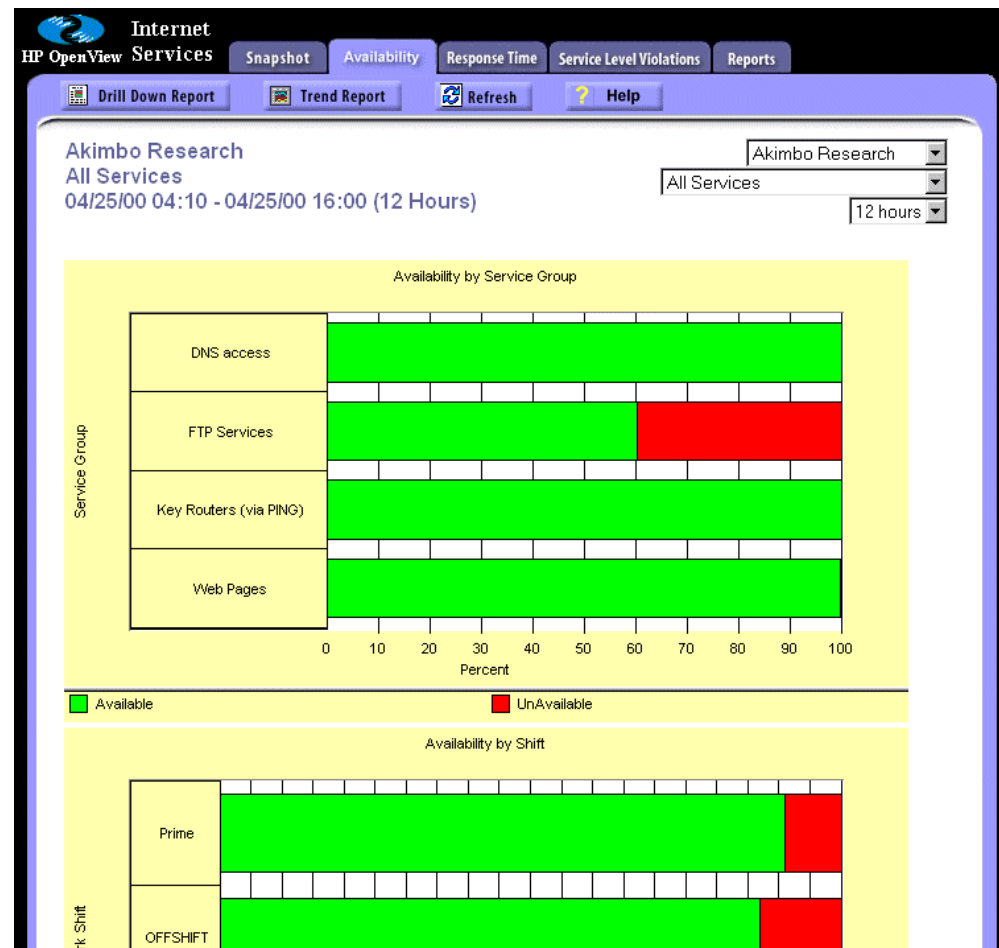 Internet
HP OpenView Services
Snapshot Availability Response Time Service Level Violations Reports
Drill Down Report Trend Report Refresh ? Help
Akimbo Research
All Services
04/25/00 04:10 - 04/25/00 16:00 (12 Hours)
Akimbo Research
All Services
12 hours
Availability by Service Group
Service Group
DNS access
FTP Services
Key Routers (via PING)
Web Pages
0 10 20 30 40 50 60 70 80 90 100
Percent
Available UnAvailable
Availability by Shift
Prime
OFFSHIFT
Shift